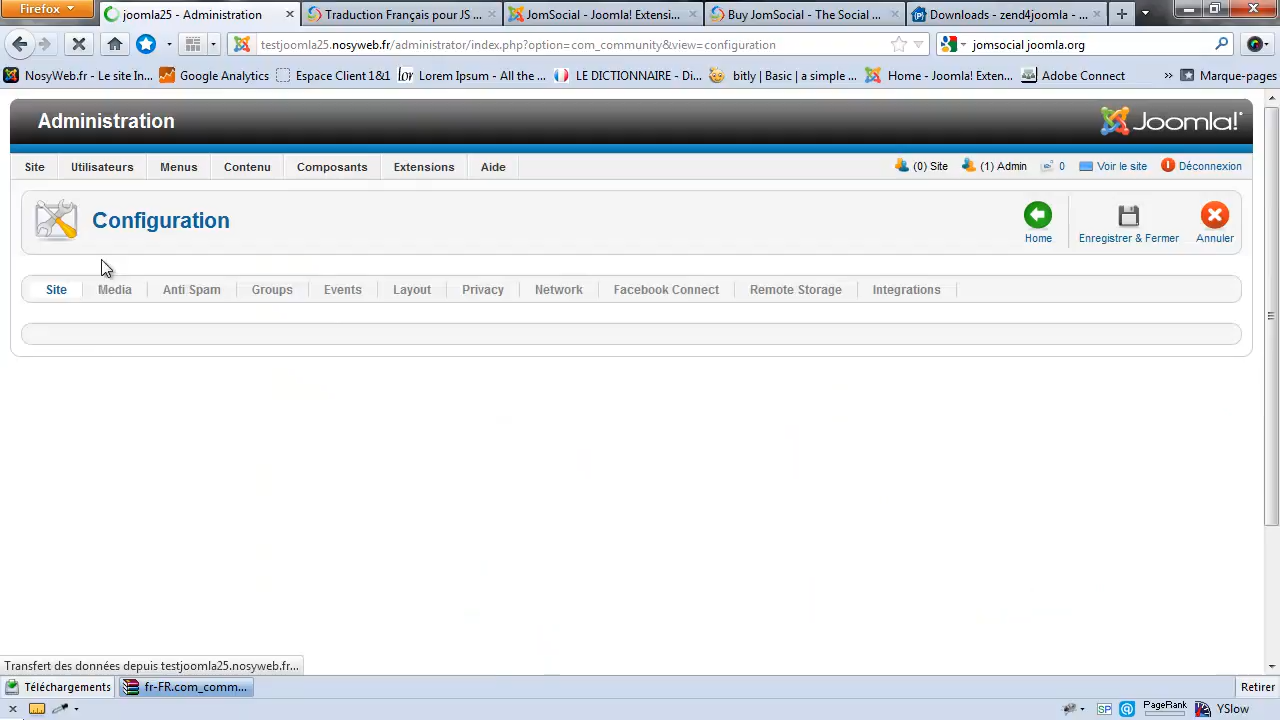 Firefox
joomla25 - Administration
Traduction Français pour JS ...
JomSocial - Joomla! Extensi...
Buy JomSocial - The Social ...
Downloads - zend4joomla - ...
testjoomla25.nosyweb.fr/administrator/index.php?option=com_community&view=configuration
jomsocial joomla.org
NosyWeb.fr - Le site In...
Google Analytics
Espace Client 1&1
lor
Lorem Ipsum - All the ...
LE DICTIONNAIRE - Di...
bitly | Basic | a simple ...
Home - Joomla! Exten...
Adobe Connect
»
Marque-pages
Administration
Joomla!
Site
Utilisateurs
Menus
Contenu
Composants
Extensions
Aide
(0) Site
(1) Admin
0
Voir le site
Déconnexion
Configuration
Home
Enregistrer & Fermer
Annuler
Site
Media
Anti Spam
Groups
Events
Layout
Privacy
Network
Facebook Connect
Remote Storage
Integrations
Transfert des données depuis testjoomla25.nosyweb.fr...
Téléchargements
fr-FR.com_comm...
Retirer
SP
PageRank
YSlow